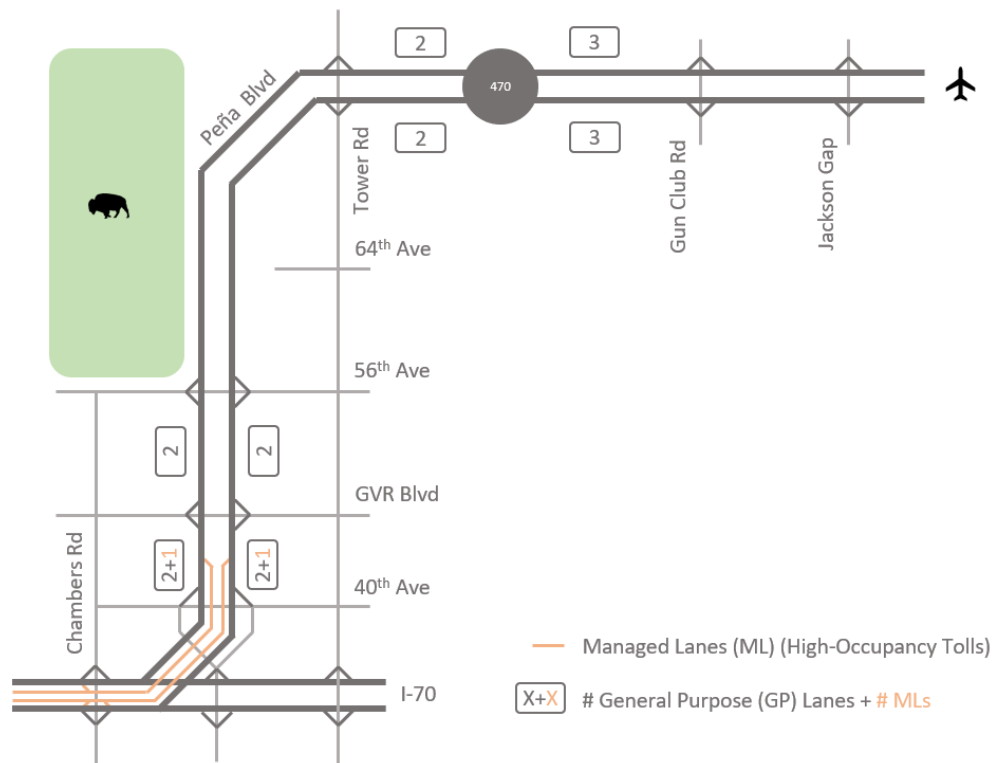 2
3
470
Peña Blvd
2
3
Tower Rd
Gun Club Rd
Jackson Gap
64th Ave
56th Ave
2
2
GVR Blvd
2+1
2+1
Chambers Rd
40th Ave
Managed Lanes (ML) (High-Occupancy Tolls)
I-70
X+X # General Purpose (GP) Lanes + # MLs